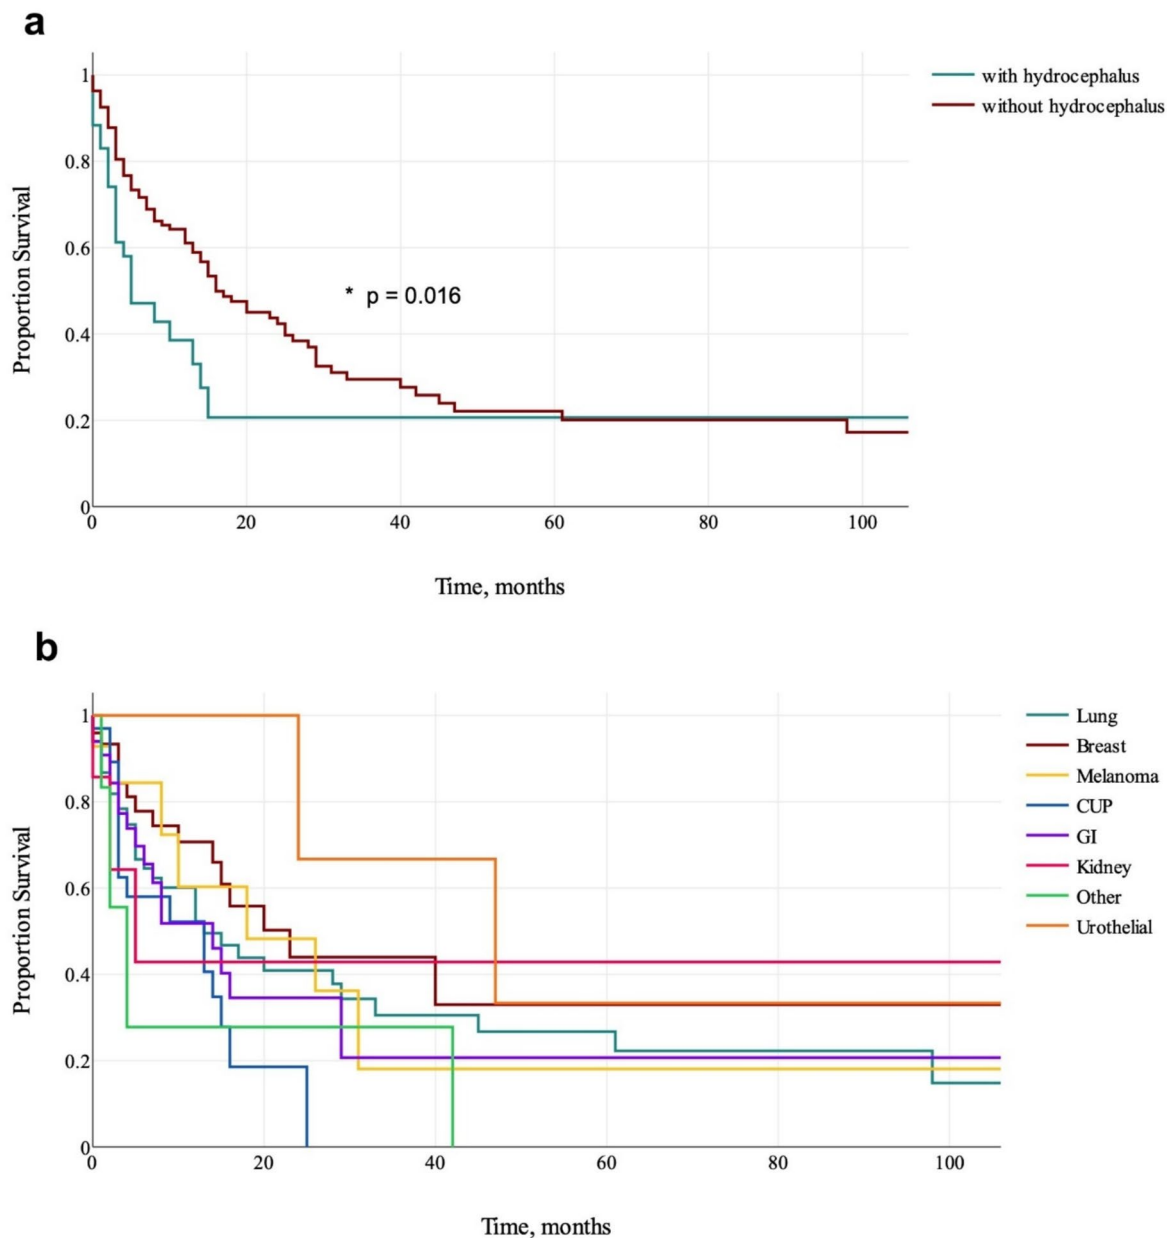 a
with hydrocephalus
without hydrocephalus
Proportion Survival
1
0.8
0.6
0.4
0.2
0
* p = 0.016
0 20 40 60 80 100
Time, months
b
Lung
Breast
Melanoma
CUP
GI
Kidney
Other
Urothelial
Proportion Survival
1
0.8
0.6
0.4
0.2
0
0 20 40 60 80 100
Time, months